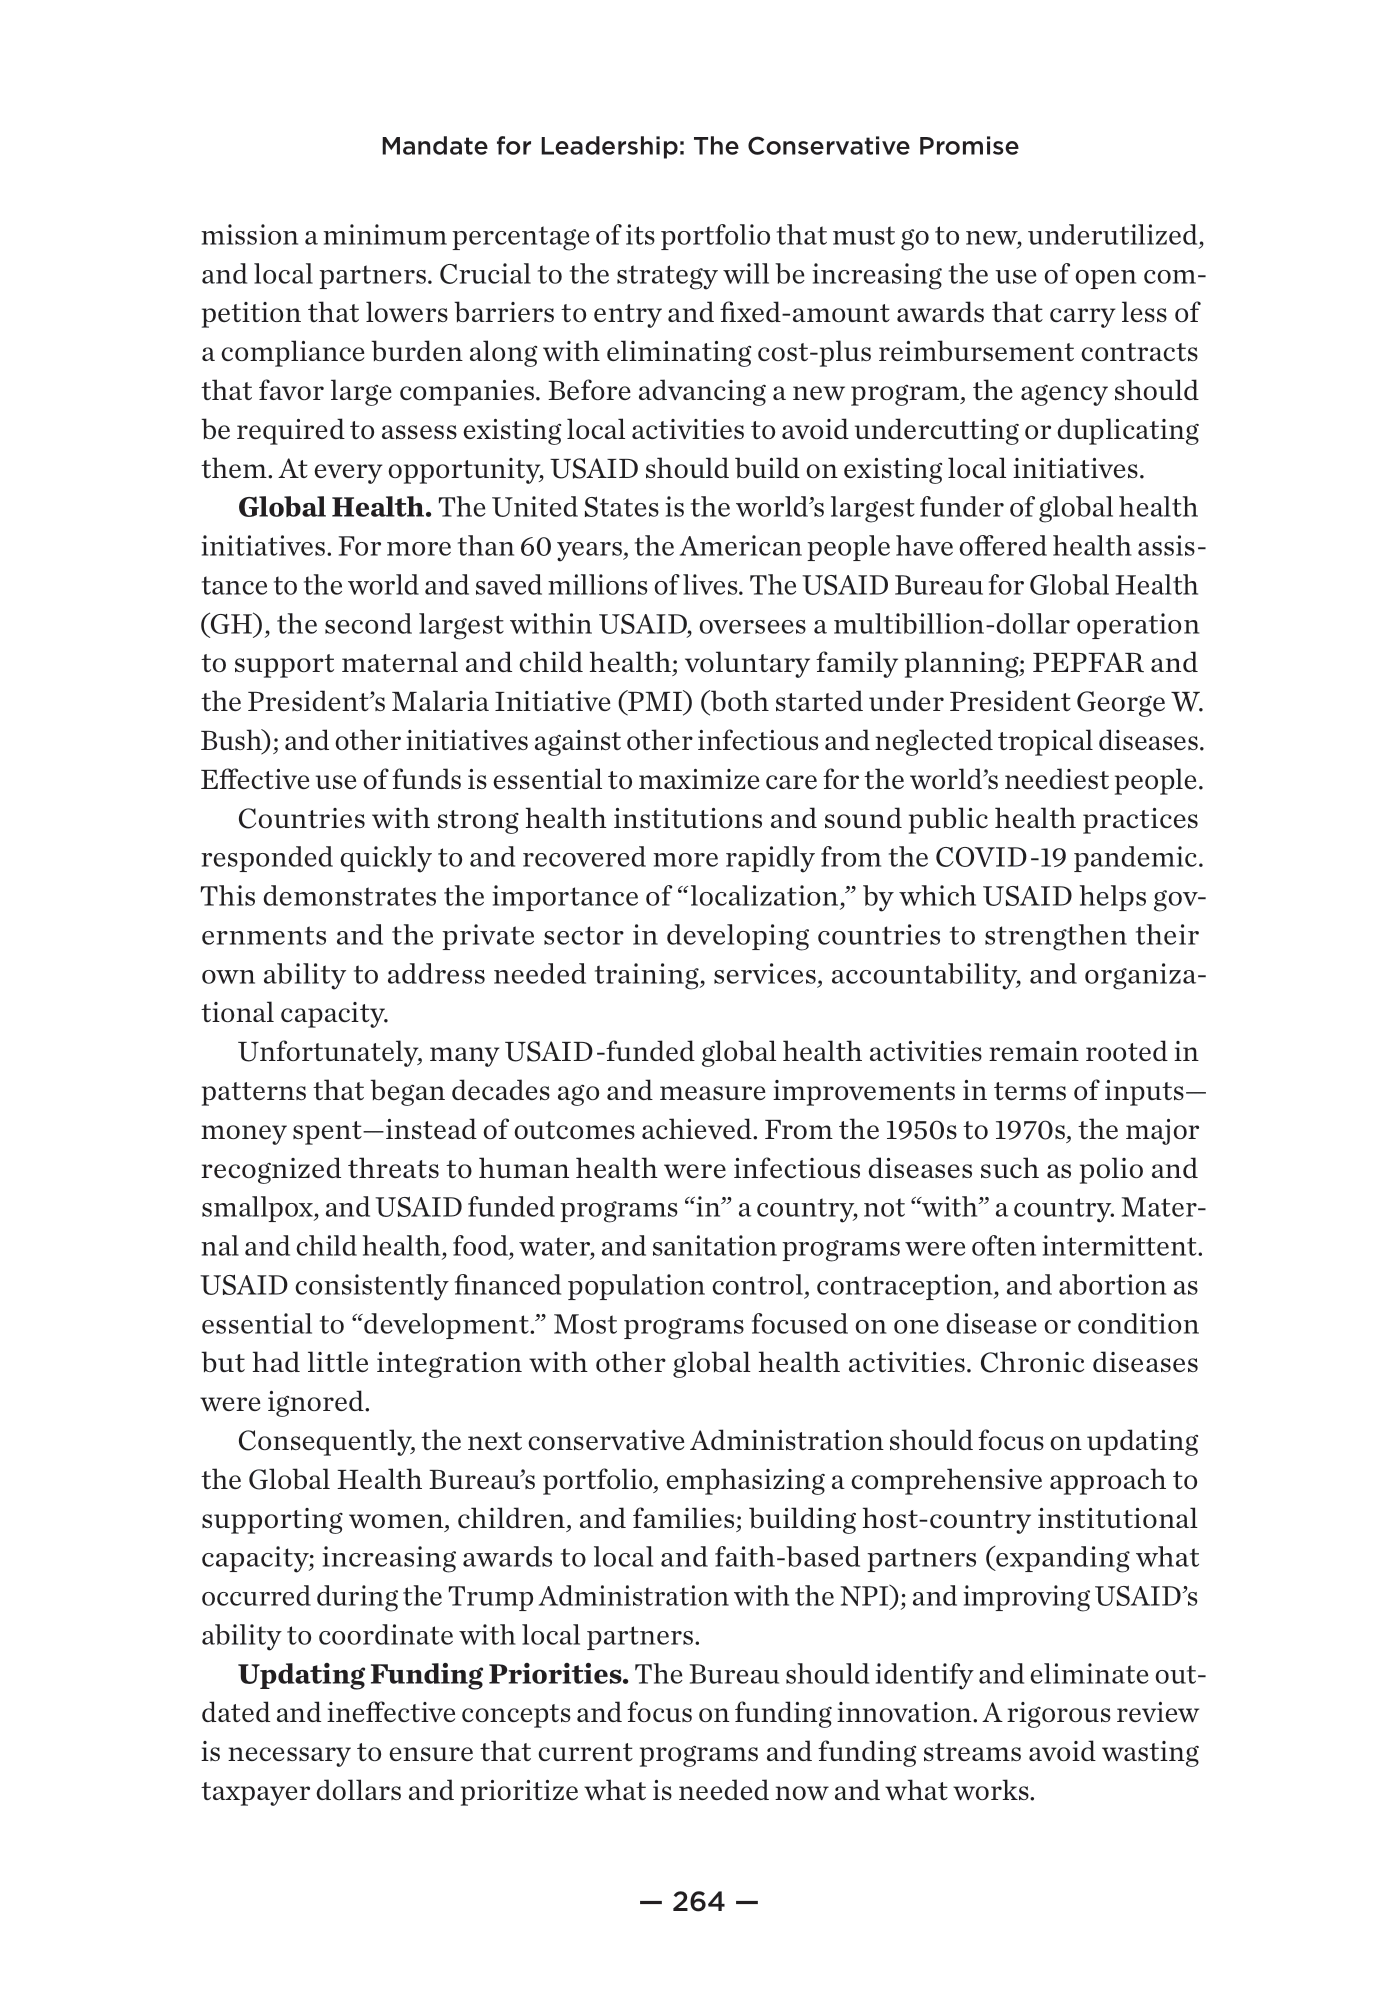 Mandate for Leadership: The Conservative Promise
mission a minimum percentage of its portfolio that must go to new, underutilized,
and local partners. Crucial to the strategy will be increasing the use of open com-
petition that lowers barriers to entry and fixed-amount awards that carry less of
a compliance burden along with eliminating cost-plus reimbursement contracts
that favor large companies. Before advancing a new program, the agency should
be required to assess existing local activities to avoid undercutting or duplicating
them. At every opportunity, USAID should build on existing local initiatives.
Global Health. The United States is the world’s largest funder of global health
initiatives. For more than 60 years, the American people have offered health assis-
tance to the world and saved millions of lives. The USAID Bureau for Global Health
(GH), the second largest within USAID, oversees a multibillion-dollar operation
to support maternal and child health; voluntary family planning; PEPFAR and
the President’s Malaria Initiative (PMI) (both started under President George W.
Bush); and other initiatives against other infectious and neglected tropical diseases.
Effective use of funds is essential to maximize care for the world’s neediest people.
Countries with strong health institutions and sound public health practices
responded quickly to and recovered more rapidly from the COVID-19 pandemic.
This demonstrates the importance of “localization,” by which USAID helps gov-
ernments and the private sector in developing countries to strengthen their
own ability to address needed training, services, accountability, and organiza-
tional capacity.
Unfortunately, many USAID-funded global health activities remain rooted in
patterns that began decades ago and measure improvements in terms of inputs—
money spent—instead of outcomes achieved. From the 1950s to 1970s, the major
recognized threats to human health were infectious diseases such as polio and
smallpox, and USAID funded programs “in” a country, not “with” a country. Mater-
nal and child health, food, water, and sanitation programs were often intermittent.
USAID consistently financed population control, contraception, and abortion as
essential to “development.” Most programs focused on one disease or condition
but had little integration with other global health activities. Chronic diseases
were ignored.
Consequently, the next conservative Administration should focus on updating
the Global Health Bureau’s portfolio, emphasizing a comprehensive approach to
supporting women, children, and families; building host-country institutional
capacity; increasing awards to local and faith-based partners (expanding what
occurred during the Trump Administration with the NPI); and improving USAID’s
ability to coordinate with local partners.
Updating Funding Priorities. The Bureau should identify and eliminate out-
dated and ineffective concepts and focus on funding innovation. A rigorous review
is necessary to ensure that current programs and funding streams avoid wasting
taxpayer dollars and prioritize what is needed now and what works.
— 264 —